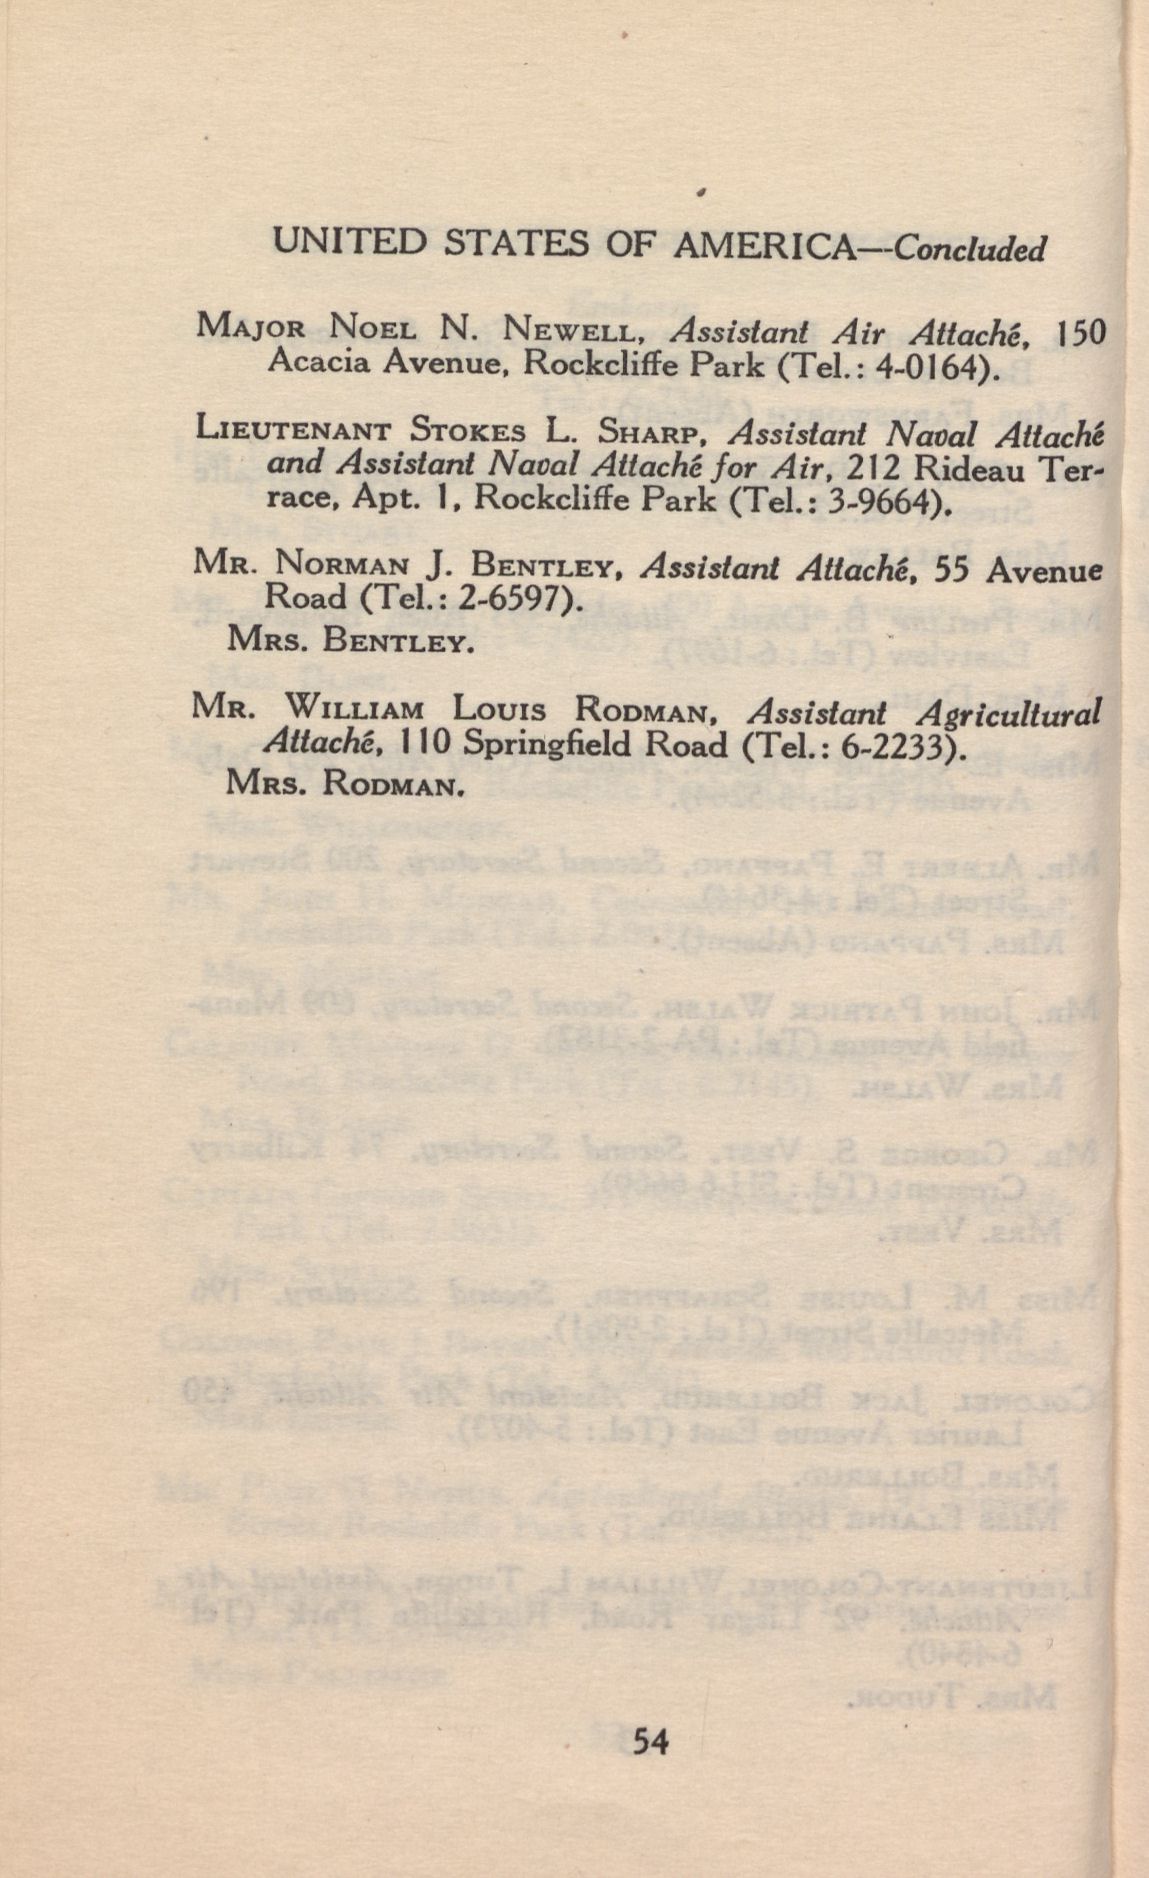 UNITED STATES OF AMERICA—Concluded
MAJOR NOEL N. NEWELL, Assistant Air Attaché, 150
Acacia Avenue, Rockcliffe Park (Tel.: 4-0164).
LIEUTENANT STOKES L. SHARP, Assistant Naval Attaché
and Assistant Naval Attaché for Air, 212 Rideau Ter-
race, Apt. 1, Rockcliffe Park (Tel.: 3-9664).
MR. NORMAN J. BENTLEY, Assistant Attaché, 55 Avenue
Road (Tel.: 2-6597).
MRS. BENTLEY.
MR. WILLIAM LOUIS RODMAN, Assistant Agricultural
Attaché, 110 Springfield Road (Tel.: 6-2233).
MRS. RODMAN.
54